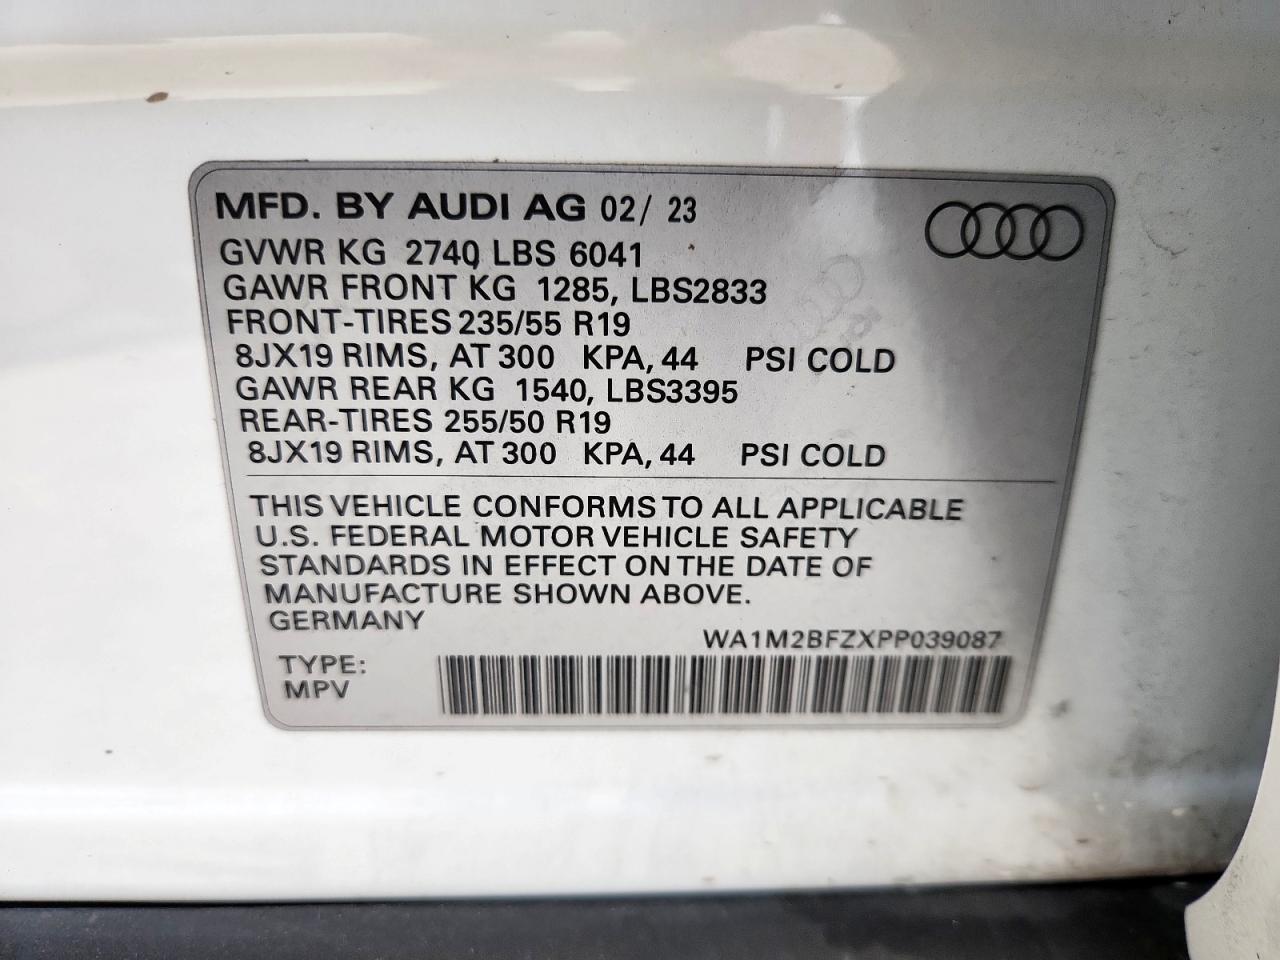 MFD. BY AUDI AG 02/ 23
GVWR KG 2740 LBS 6041
GAWR FRONT KG 1285, LBS2833
FRONT-TIRES 235/55 R19
8JX19 RIMS, AT 300 KPA, 44 PSI COLD
GAWR REAR KG 1540, LBS3395
REAR-TIRES 255/50 R19
8JX19 RIMS, AT 300 KPA, 44 PSI COLD
THIS VEHICLE CONFORMS TO ALL APPLICABLE
U.S. FEDERAL MOTOR VEHICLE SAFETY
STANDARDS IN EFFECT ON THE DATE OF
MANUFACTURE SHOWN ABOVE.
GERMANY
WA1M2BFZXPP039087
TYPE:
MPV